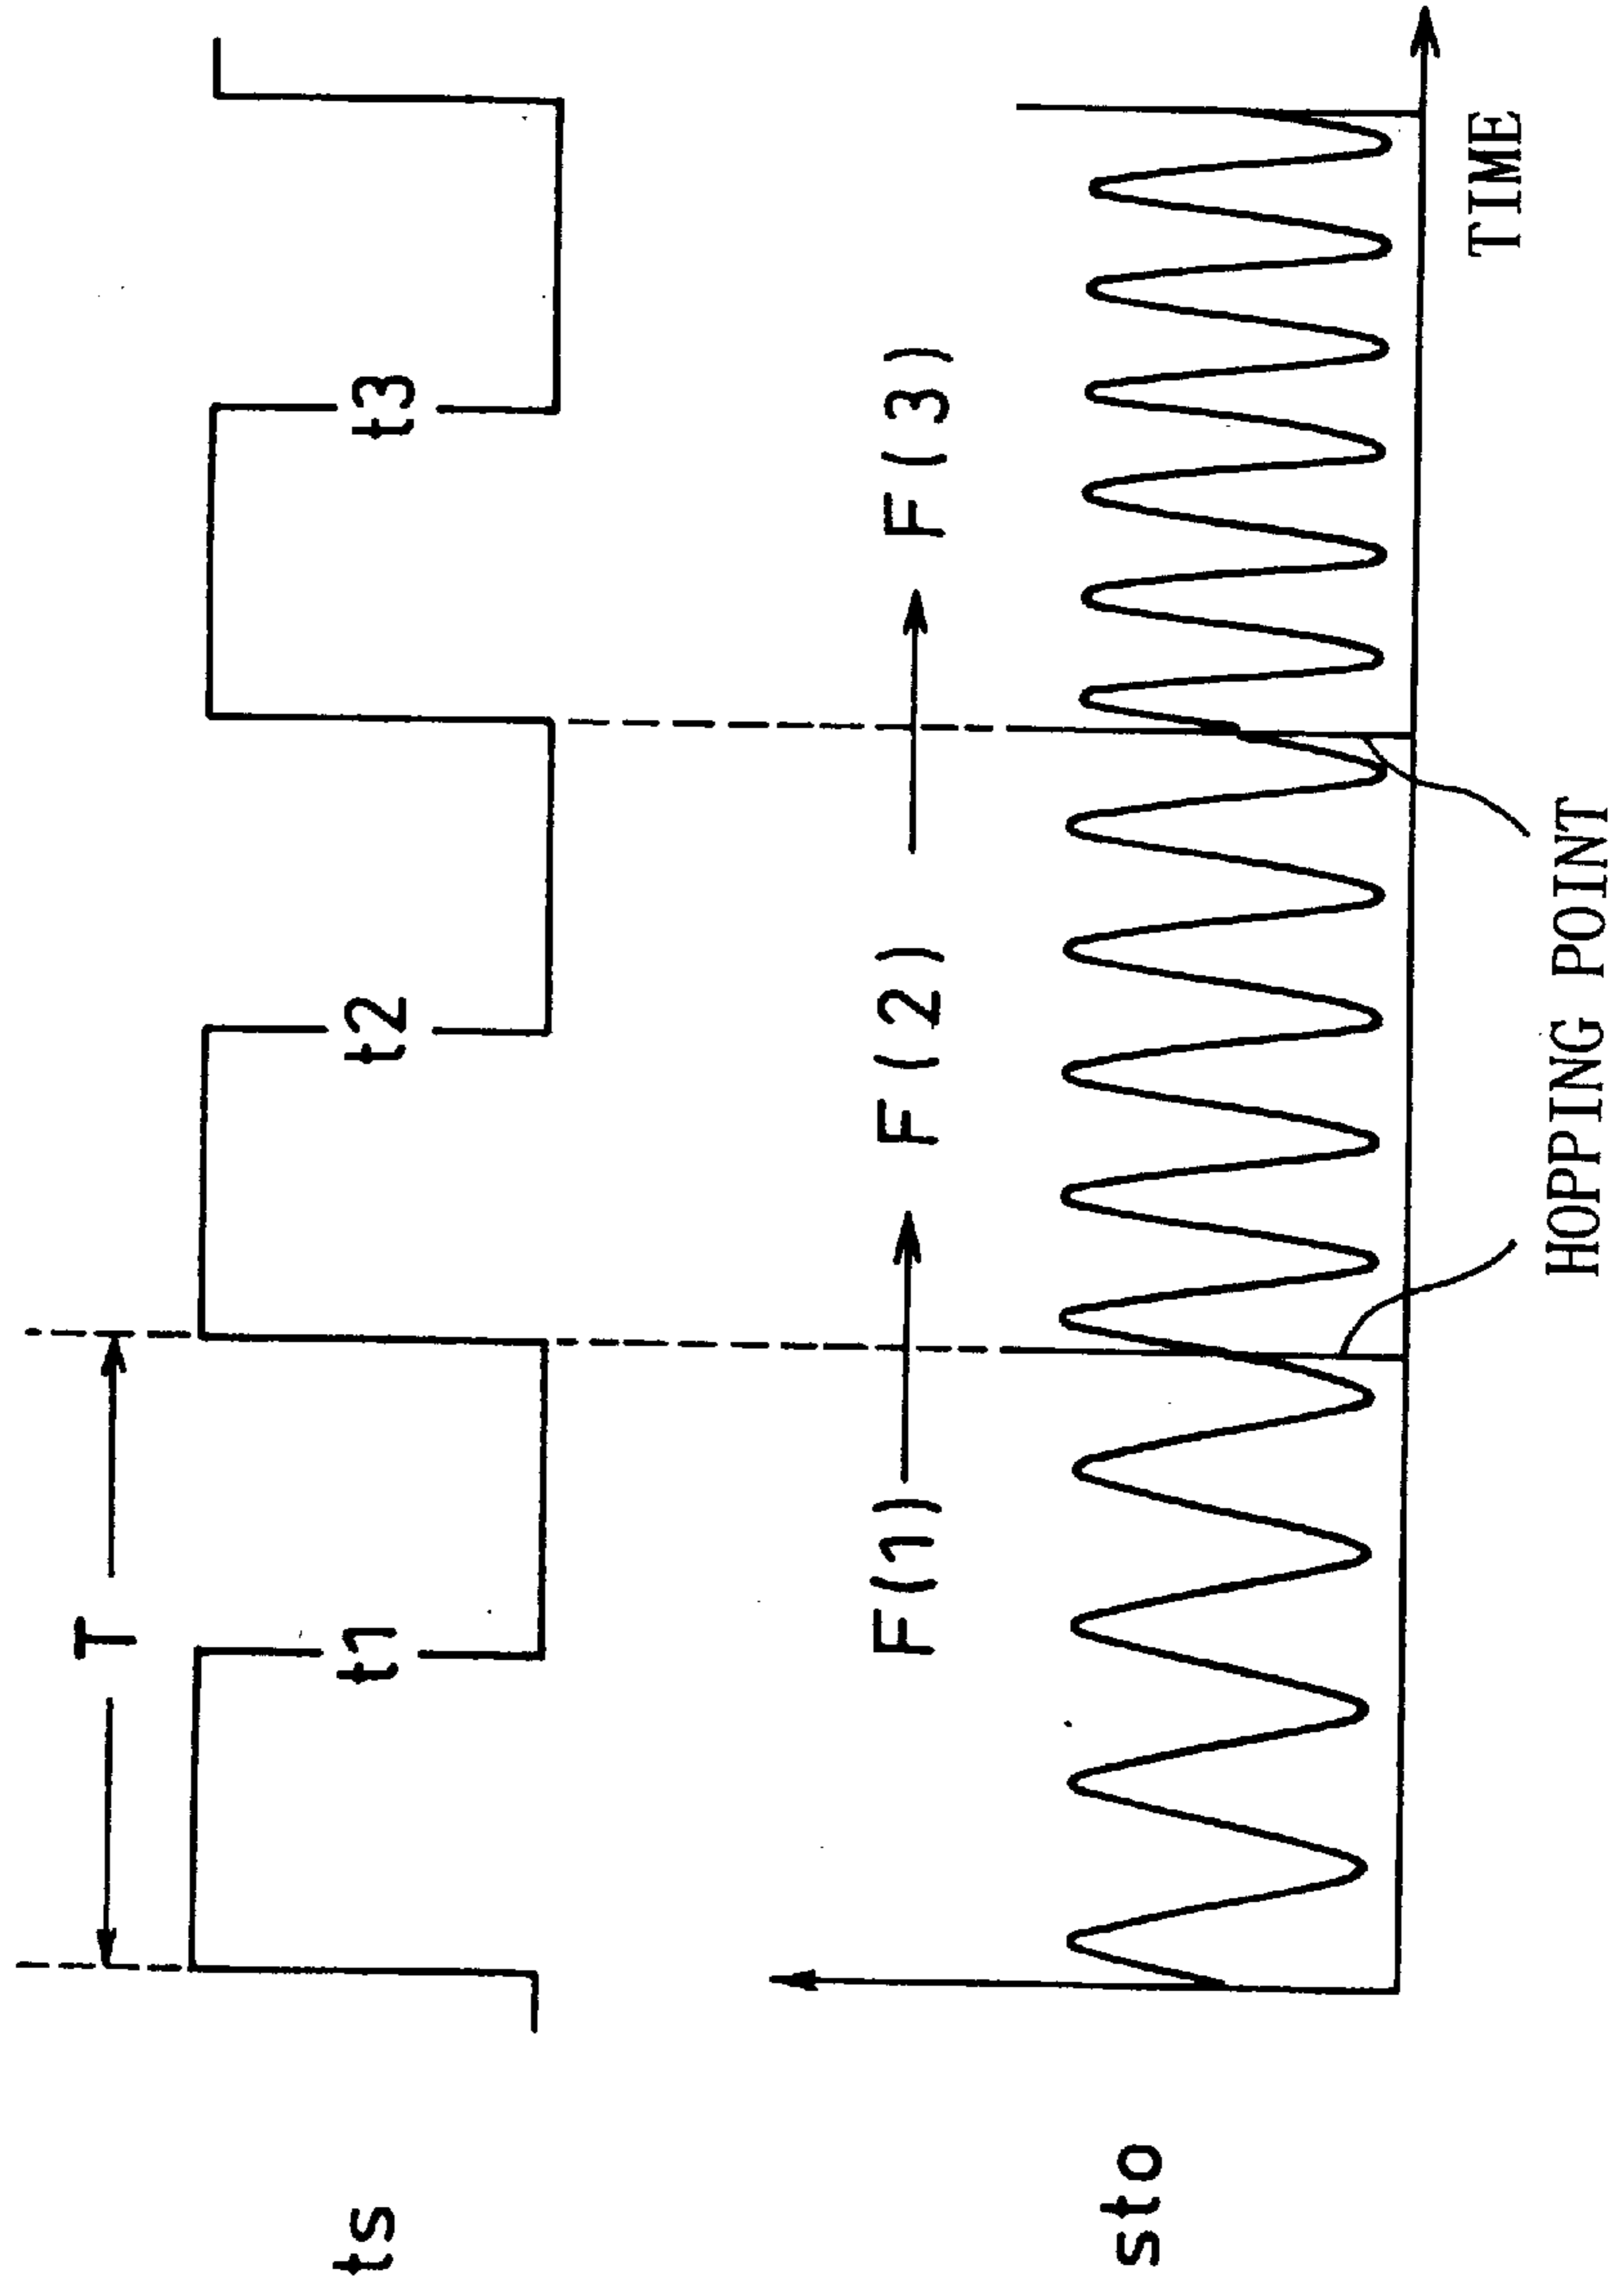 T
ts
t1
t2
t3
F(1)
F(2)
F(3)
sto
HOPPING POINT
TIME